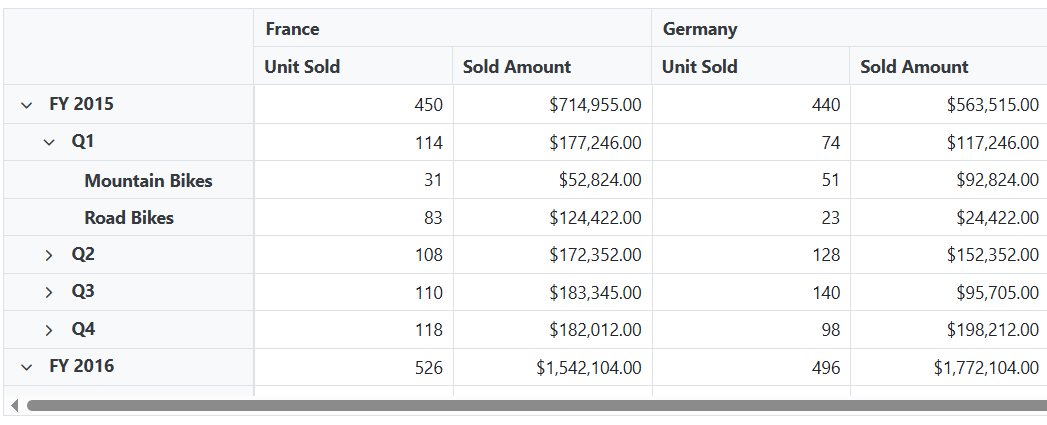 France Germany
Unit Sold Sold Amount Unit Sold Sold Amount
FY 2015 450 $714,955.00 440 $563,515.00
Q1 114 $177,246.00 74 $117,246.00
Mountain Bikes 31 $52,824.00 51 $92,824.00
Road Bikes 83 $124,422.00 23 $24,422.00
Q2 108 $172,352.00 128 $152,352.00
Q3 110 $183,345.00 140 $95,705.00
Q4 118 $182,012.00 98 $198,212.00
FY 2016 526 $1,542,104.00 496 $1,772,104.00